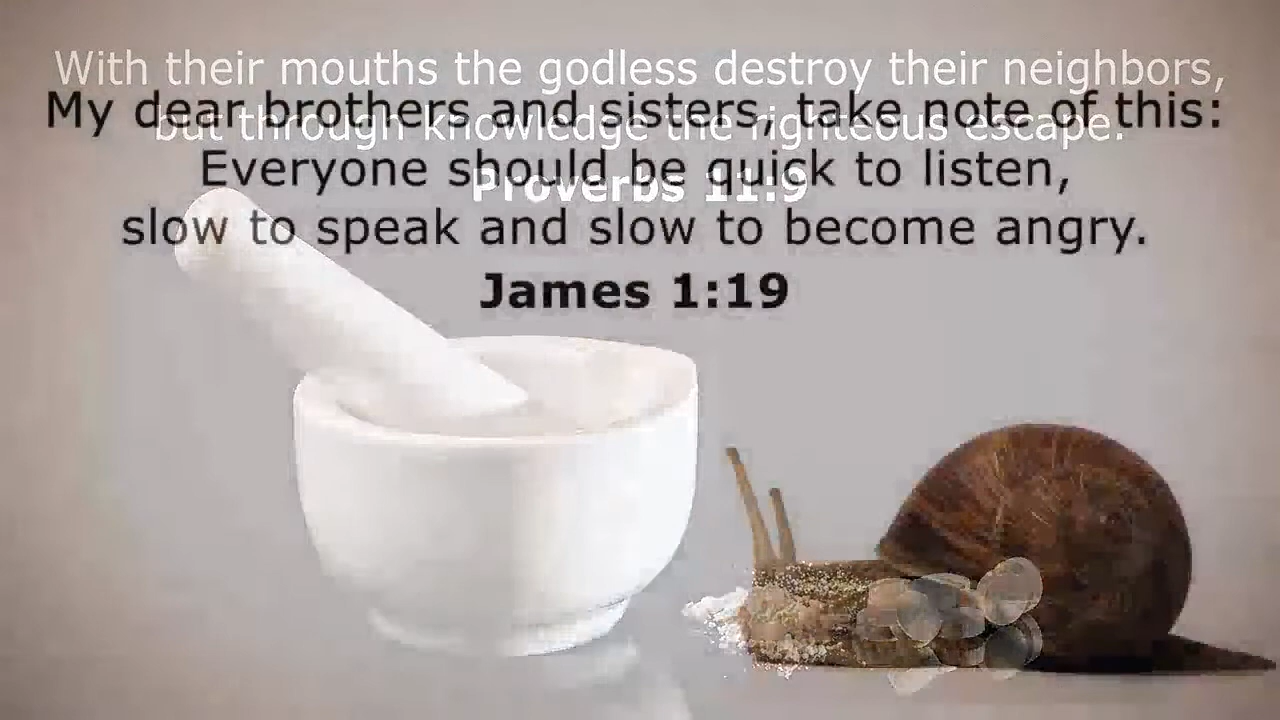 With their mouths the godless destroy their neighbors,
but through knowledge the righteous escape.
Proverbs 11:9
My dear brothers and sisters, take note of this:
Everyone should be quick to listen,
slow to speak and slow to become angry.
James 1:19